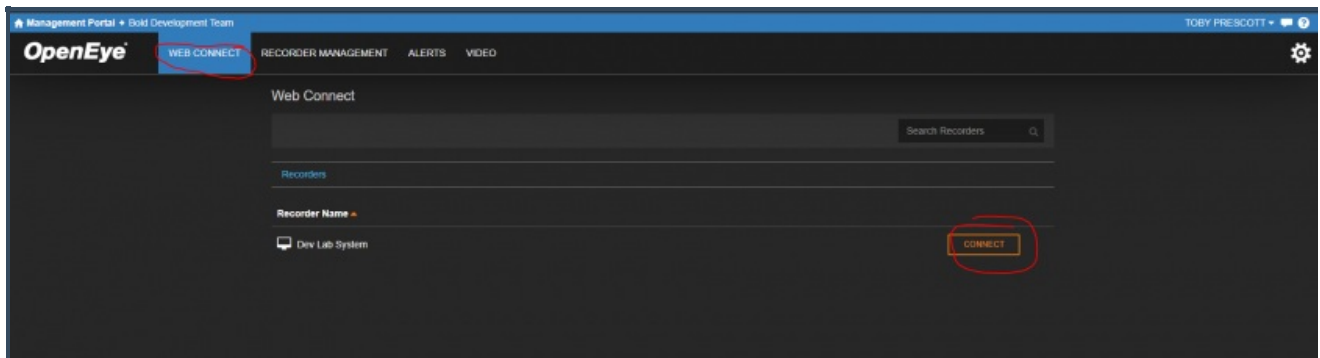 Management Portal • Bold Development Team TOBY PRESCOTT
OpenEye WEB CONNECT RECORDER MANAGEMENT ALERTS VIDEO
Web Connect
Search Recorders
Recorders
Recorder Name
Dev Lab System CONNECT